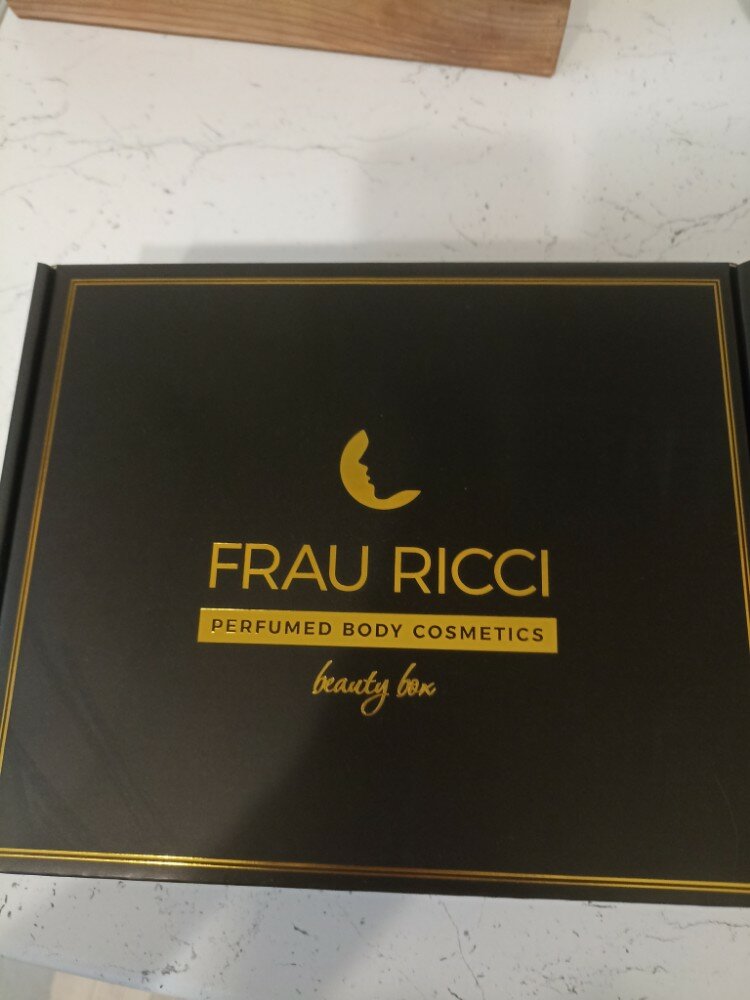 FRAU RICCI
PERFUMED BODY COSMETICS
beauty box